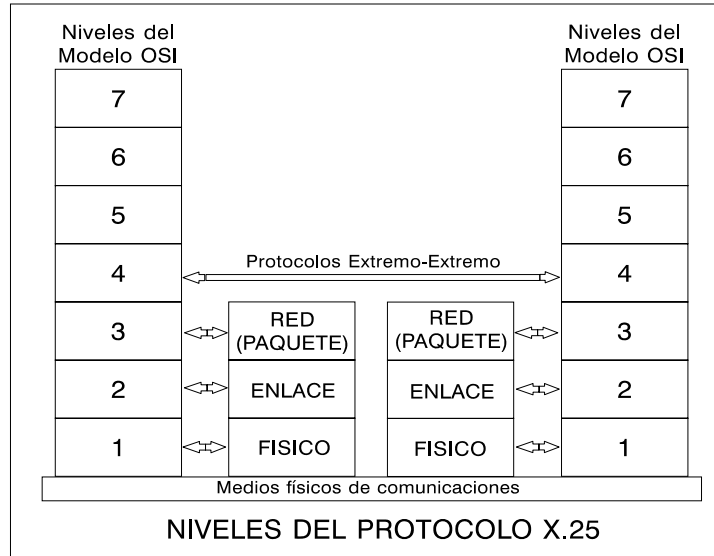 Niveles del
Modelo OSI
Niveles del
Modelo OSI
7
7
6
6
5
5
Protocolos Extremo-Extremo
4
4
3
RED
(PAQUETE)
RED
(PAQUETE)
3
2
ENLACE
ENLACE
2
1
FISICO
FISICO
1
Medios físicos de comunicaciones
NIVELES DEL PROTOCOLO X.25